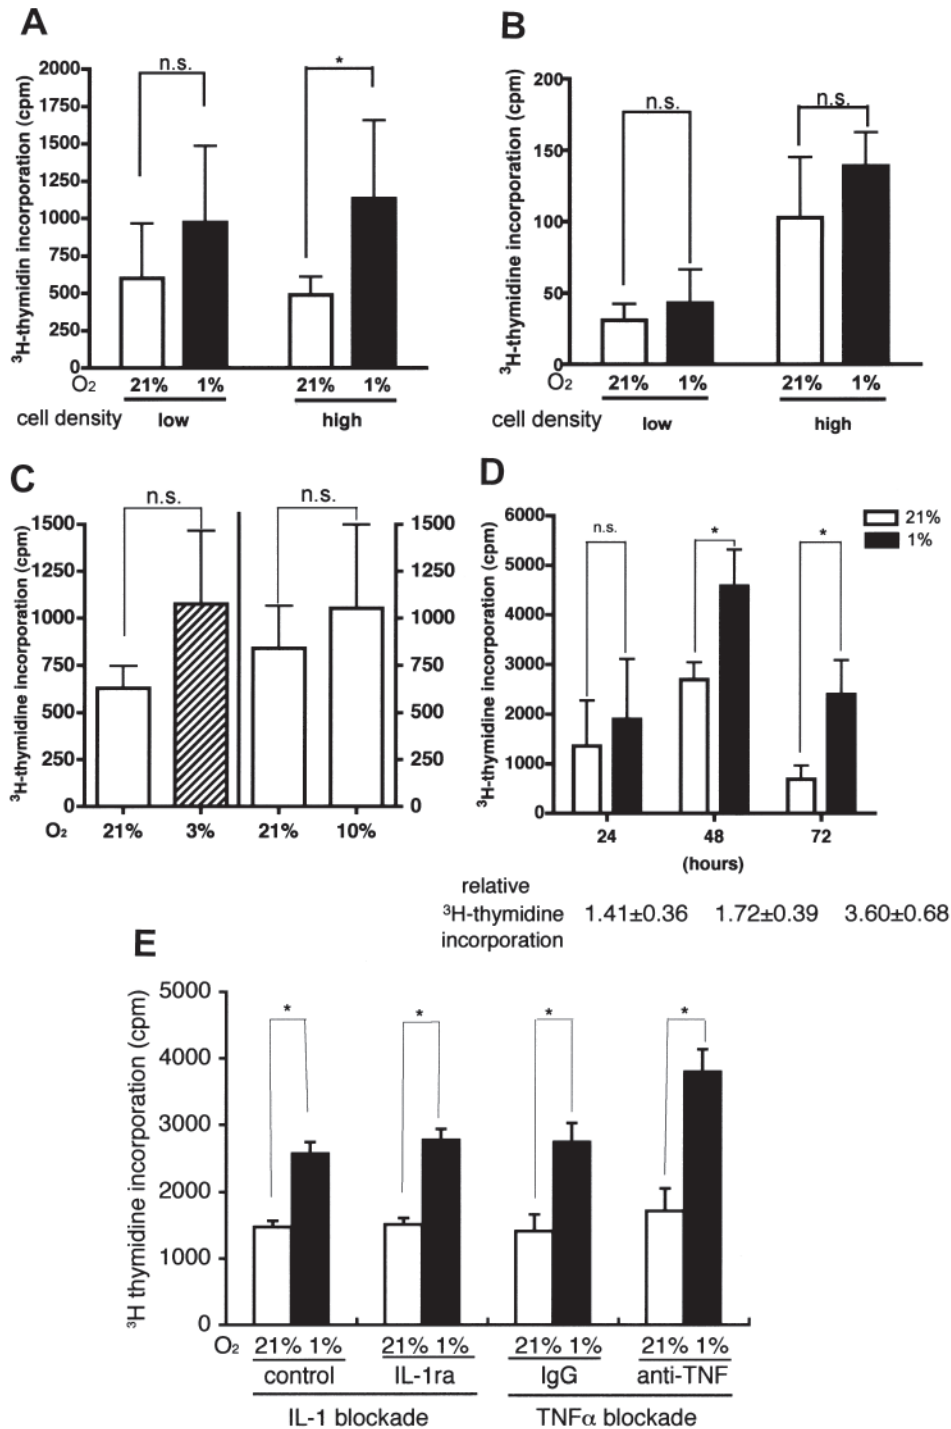 A
³H-thymidin incorporation (cpm)
2000
1750
1500
1250
1000
750
500
250
0
n.s.
*
O₂ 21% 1% 21% 1%
cell density low high
B
³H-thymidine incorporation (cpm)
200
150
100
50
0
n.s.
n.s.
O₂ 21% 1% 21% 1%
cell density low high
C
³H-thymidine incorporation (cpm)
1500
1250
1000
750
500
250
0
n.s.
n.s.
1500
1250
1000
750
500
250
0
O₂ 21% 3% 21% 10%
D
³H-thymidine incorporation (cpm)
6000
5000
4000
3000
2000
1000
0
n.s.
*
*
21%
1%
24 48 72
(hours)
relative
³H-thymidine 1.41±0.36 1.72±0.39 3.60±0.68
incorporation
E
³H thymidine incorporation (cpm)
5000
4000
3000
2000
1000
0
*
*
*
*
O₂ 21% 1% 21% 1% 21% 1% 21% 1%
control IL-1ra IgG anti-TNF
IL-1 blockade TNFα blockade